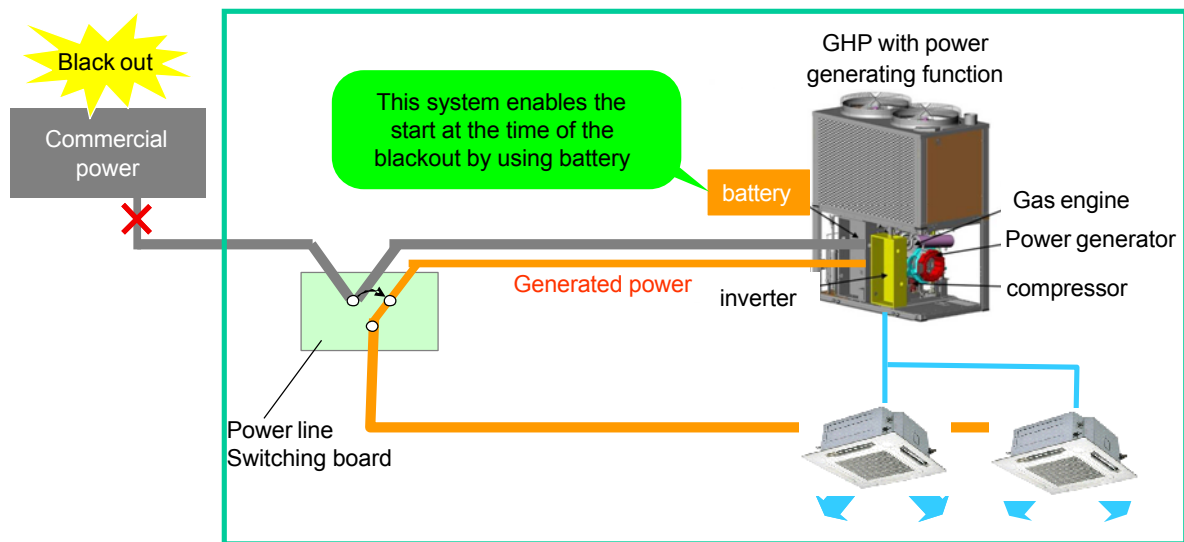 Black out
Commercial
power
This system enables the
start at the time of the
blackout by using battery
GHP with power
generating function
battery
Gas engine
Power generator
compressor
inverter
Generated power
Power line
Switching board